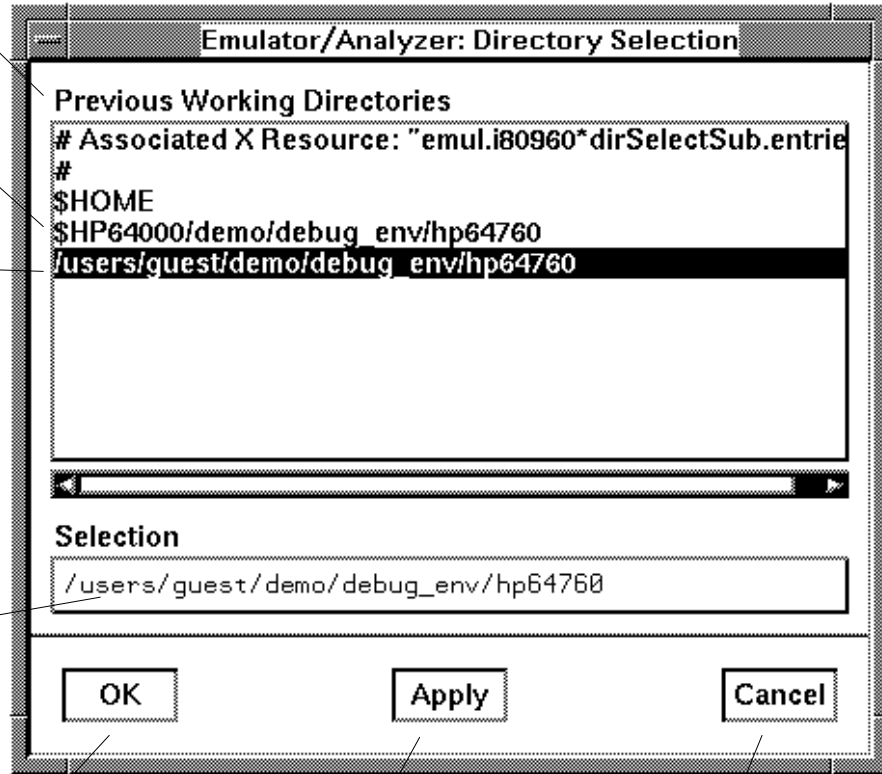 Emulator/Analyzer: Directory Selection
Previous Working Directories
# Associated X Resource: "emul.i80960*dirSelectSub.entrie
#
$HOME
$HP64000/demo/debug_env/hp64760
/users/guest/demo/debug_env/hp64760
Selection
/users/guest/demo/debug_env/hp64760
OK Apply Cancel